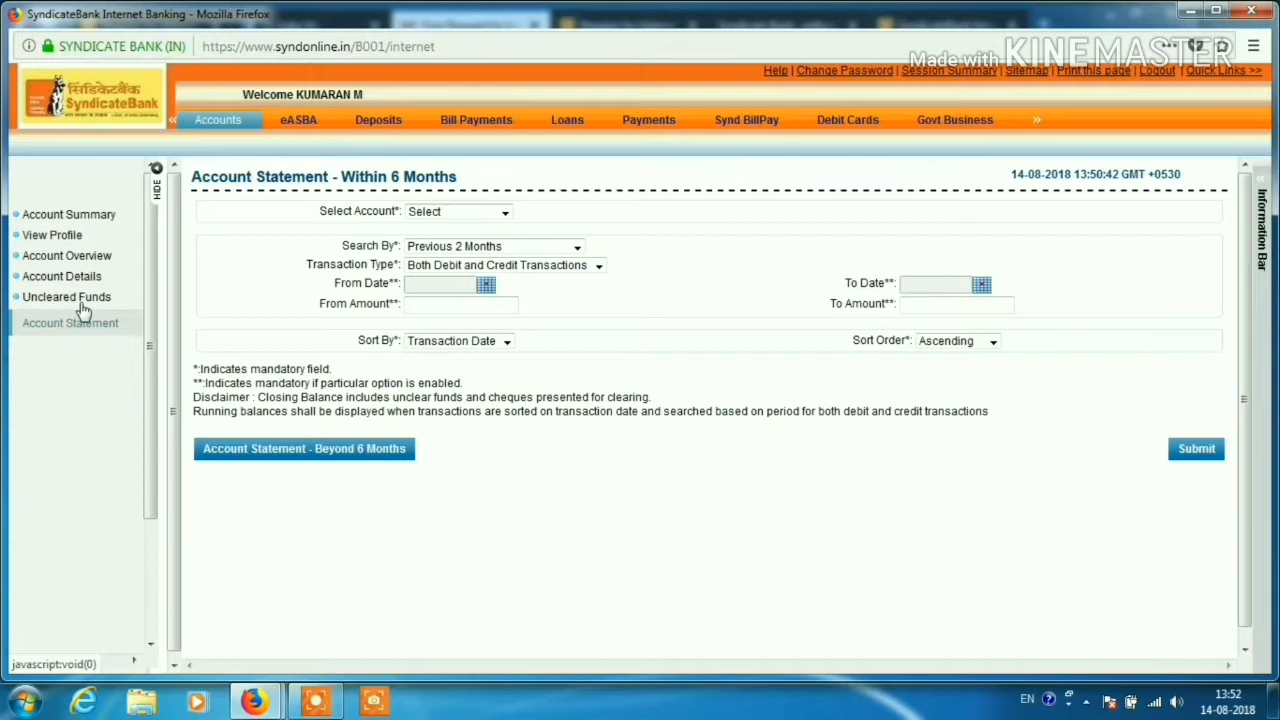 SyndicateBank Internet Banking - Mozilla Firefox
SYNDICATE BANK (IN) https://www.syndonline.in/B001/internet
Made with KINEMASTER
Help | Change Password | Session Summary | Sitemap | Print this page | Logout | Quick Links >>
सिंडिकेटबैंक
SyndicateBank
Welcome KUMARAN M
« Accounts eASBA Deposits Bill Payments Loans Payments Synd BillPay Debit Cards Govt Business »
HIDE
Account Summary
View Profile
Account Overview
Account Details
Uncleared Funds
Account Statement
Account Statement - Within 6 Months 14-08-2018 13:50:42 GMT +0530
Select Account*: Select
Search By*: Previous 2 Months
Transaction Type*: Both Debit and Credit Transactions
From Date**: To Date**:
From Amount**: To Amount**:
Sort By*: Transaction Date Sort Order*: Ascending
*:Indicates mandatory field.
**:Indicates mandatory if particular option is enabled.
Disclaimer : Closing Balance includes unclear funds and cheques presented for clearing.
Running balances shall be displayed when transactions are sorted on transaction date and searched based on period for both debit and credit transactions
Account Statement - Beyond 6 Months Submit
« Information Bar
javascript:void(0)
EN 13:52
14-08-2018